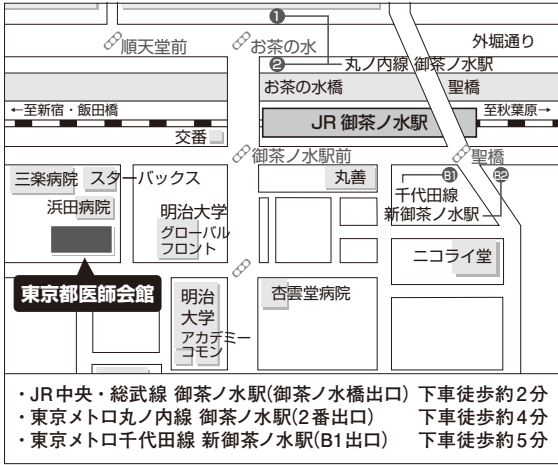 1
順天堂前
お茶の水
外堀通り
2
丸ノ内線 御茶ノ水駅
お茶の水橋
聖橋
←至新宿・飯田橋
JR 御茶ノ水駅
至秋葉原→
交番
御茶ノ水駅前
聖橋
三楽病院
スターバックス
丸善
B1
B2
浜田病院
明治大学
グローバル
フロント
千代田線
新御茶ノ水駅
ニコライ堂
東京都医師会館
明治
大学
アカデミー
コモン
杏雲堂病院
・JR中央・総武線 御茶ノ水駅(御茶ノ水橋出口) 下車徒歩約2分
・東京メトロ丸ノ内線 御茶ノ水駅(2番出口) 下車徒歩約4分
・東京メトロ千代田線 新御茶ノ水駅(B1出口) 下車徒歩約5分